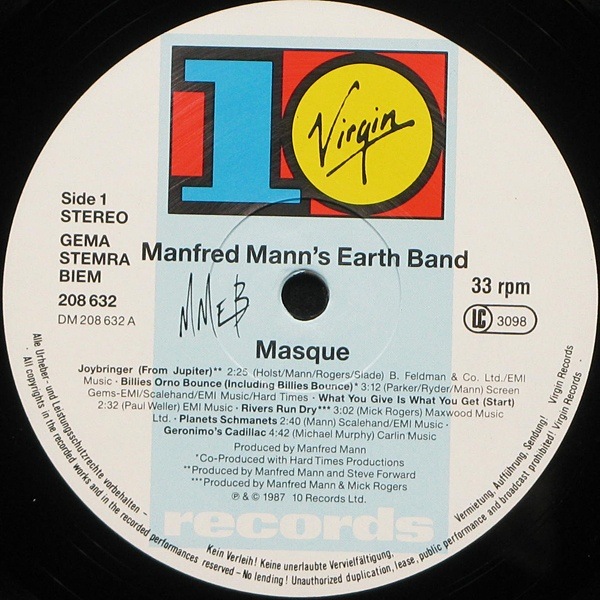 10
Virgin
Side 1
STEREO
GEMA
STEMRA
BIEM
208 632
DM 208 632 A
Manfred Mann's Earth Band
MMEB
33 rpm
LC 3098
Masque
Joybringer (From Jupiter)** 2:25 (Holst/Mann/Rogers/Slade) B. Feldman & Co. Ltd./EMI
Music · Billies Orno Bounce (Including Billies Bounce)* 3:12 (Parker/Ryder/Mann) Screen
Gems-EMI/Scalehand/EMI Music/Hard Times · What You Give Is What You Get (Start)
2:32 (Paul Weller) EMI Music · Rivers Run Dry*** 3:02 (Mick Rogers) Maxwood Music
Ltd. · Planets Schmanets 2:40 (Mann) Scalehand/EMI Music ·
Geronimo's Cadillac 4:42 (Michael Murphy) Carlin Music
Produced by Manfred Mann
*Co-Produced with Hard Times Productions
**Produced by Manfred Mann and Steve Forward
***Produced by Manfred Mann & Mick Rogers
℗ & © 1987 10 Records Ltd.
records
Alle Urheber- und Leistungsschutzrechte vorbehalten – Kein Verleih! Keine unerlaubte Vervielfältigung, Vermietung, Aufführung, Sendung! Virgin Records
· All copyrights in the recorded works and in the recorded performances reserved – No lending! Unauthorized duplication, lease, public performance and broadcast prohibited! Virgin Records ·